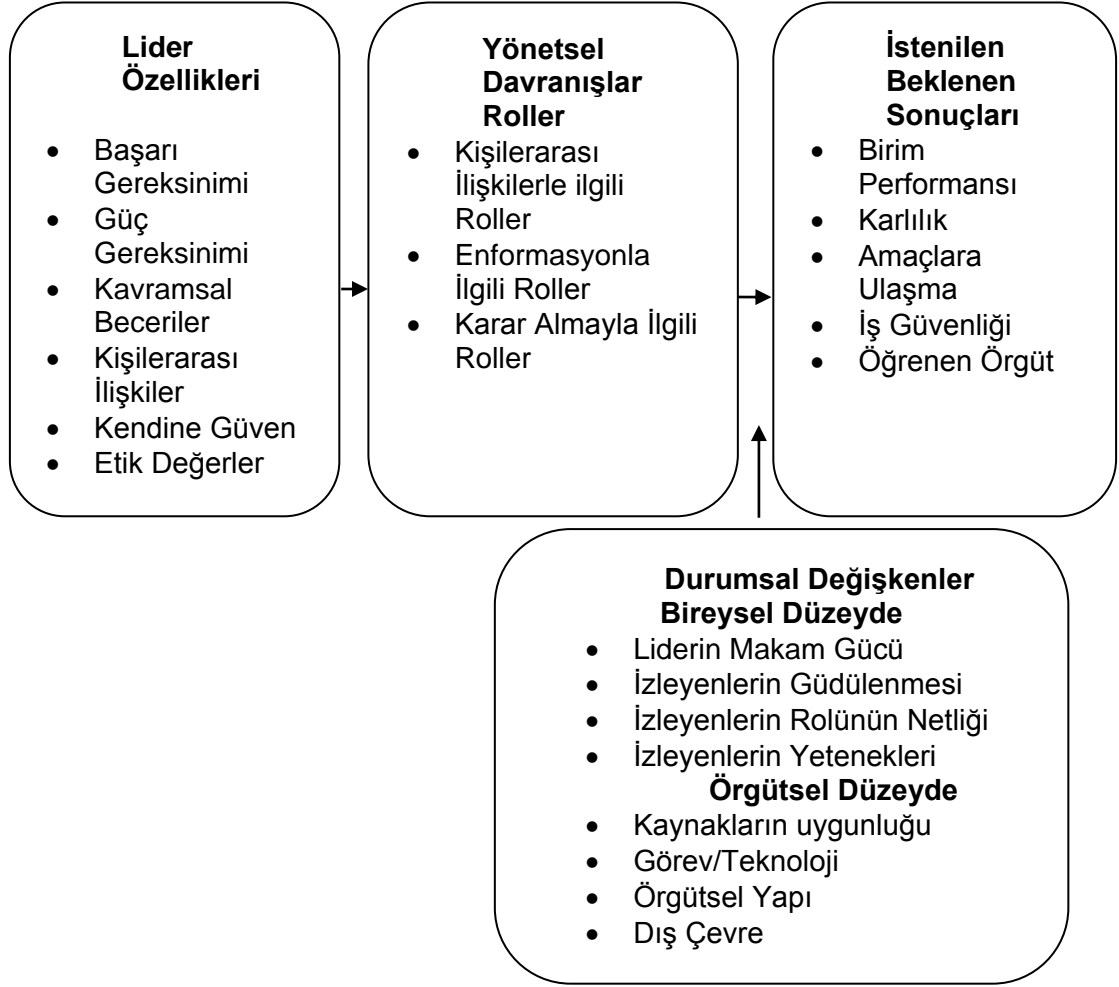 Lider
Özellikleri
• Başarı
Gereksinimi
• Güç
Gereksinimi
• Kavramsal
Beceriler
• Kişilerarası
İlişkiler
• Kendine Güven
• Etik Değerler
Yönetsel
Davranışlar
Roller
• Kişilerarası
İlişkilerle ilgili
Roller
• Enformasyonla
İlgili Roller
• Karar Almayla İlgili
Roller
İstenilen
Beklenen
Sonuçları
• Birim
Performansı
• Karlılık
• Amaçlara
Ulaşma
• İş Güvenliği
• Öğrenen Örgüt
Durumsal Değişkenler
Bireysel Düzeyde
• Liderin Makam Gücü
• İzleyenlerin Güdülenmesi
• İzleyenlerin Rolünün Netliği
• İzleyenlerin Yetenekleri
Örgütsel Düzeyde
• Kaynakların uygunluğu
• Görev/Teknoloji
• Örgütsel Yapı
• Dış Çevre